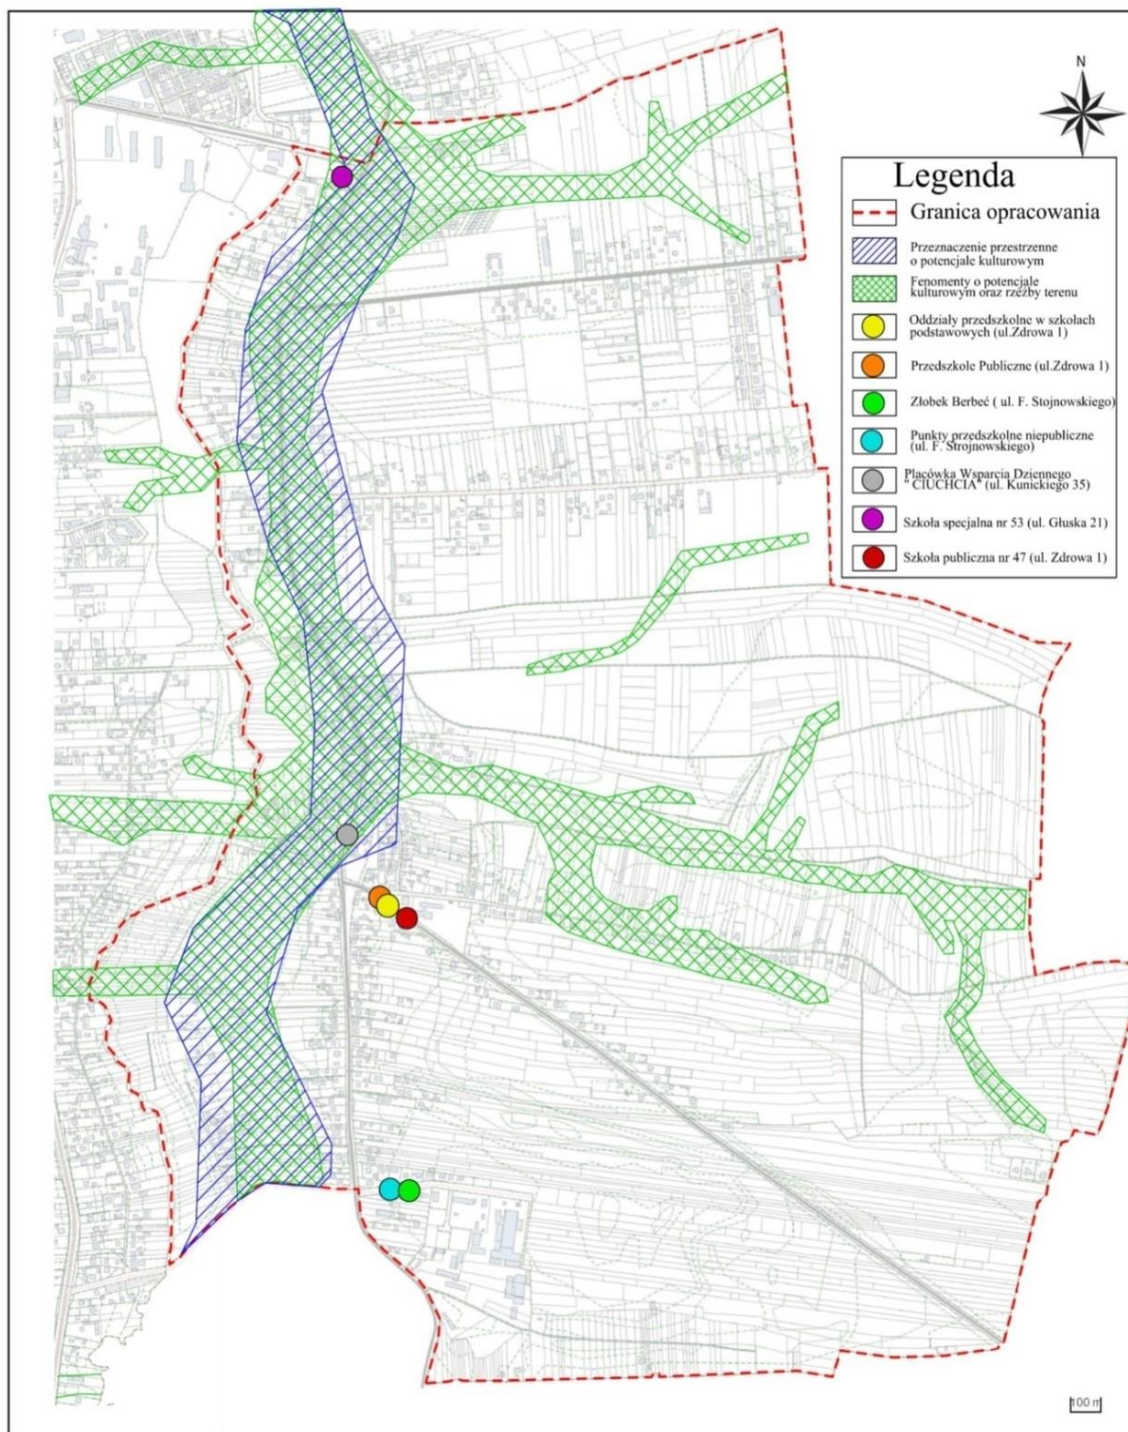 N
Legenda
Granica opracowania
Przeznaczenie przestrzenne
o potencjale kulturowym
Fenomenty o potencjale
kulturowym oraz rzeźby terenu
Oddziały przedszkolne w szkołach
podstawowych (ul.Zdrowa 1)
Przedszkole Publiczne (ul.Zdrowa 1)
Złobek Berbeć ( ul. F. Stojnowskiego)
Punkty przedszkolne niepubliczne
(ul. F. Strojnowskiego)
Placówka Wsparcia Dziennego
" CIUCHCIA" (ul. Kunickiego 35)
Szkoła specjalna nr 53 (ul. Głuska 21)
Szkoła publiczna nr 47 (ul. Zdrowa 1)
100 m